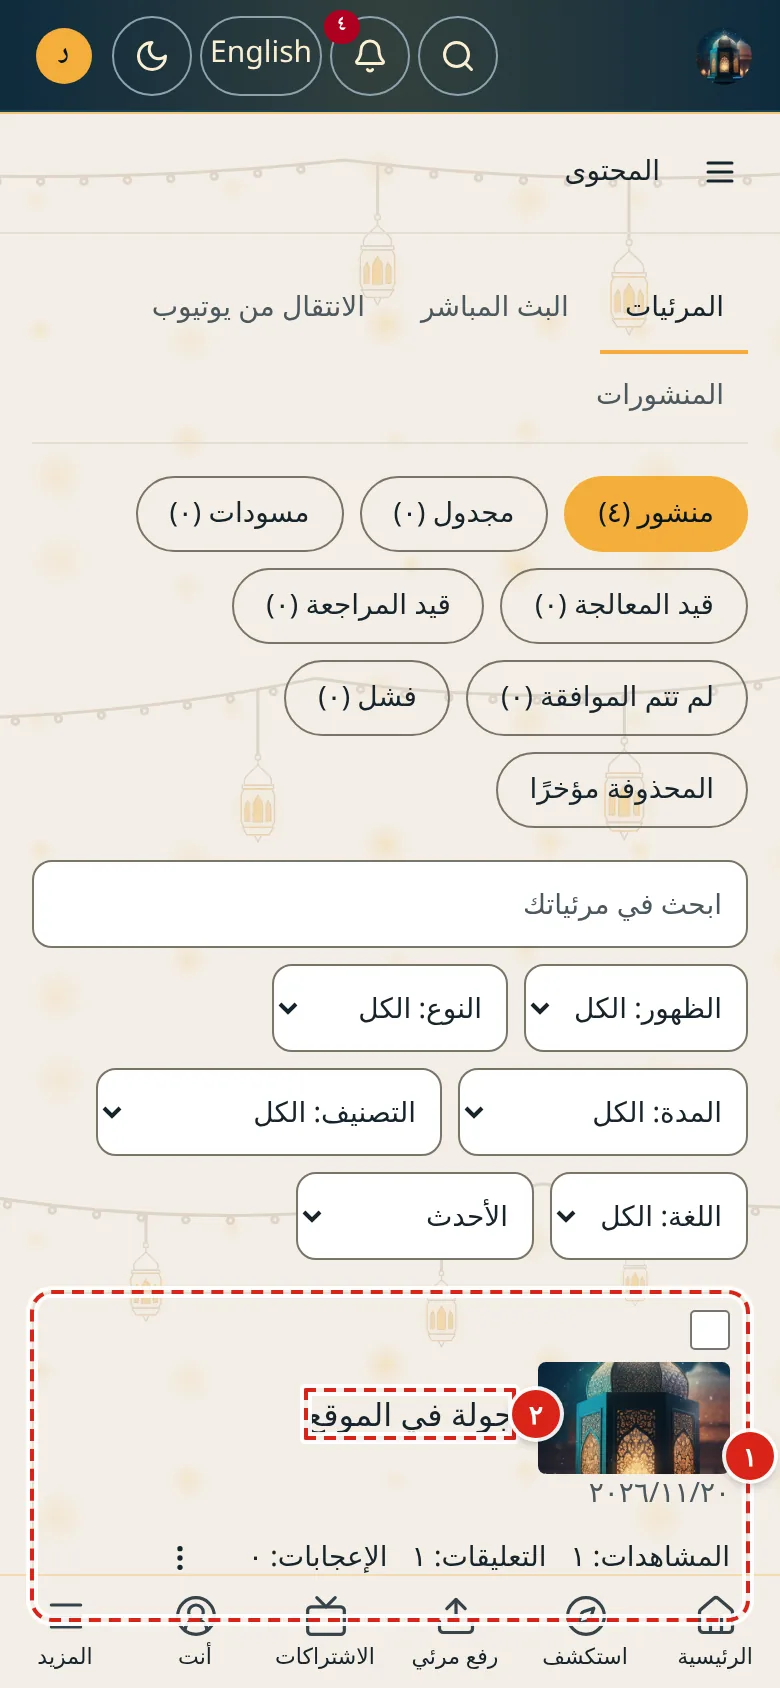 ر
English
٤
المحتوى
المرئيات
البث المباشر
الانتقال من يوتيوب
المنشورات
منشور (٤)
مجدول (٠)
مسودات (٠)
قيد المعالجة (٠)
قيد المراجعة (٠)
لم تتم الموافقة (٠)
فشل (٠)
المحذوفة مؤخرًا
ابحث في مرئياتك
الظهور: الكل
النوع: الكل
المدة: الكل
التصنيف: الكل
اللغة: الكل
الأحدث
١
٢
جولة في الموقع
٢٠٢٦/١١/٢٠
المشاهدات: ١
التعليقات: ١
الإعجابات: ٠
الرئيسية
استكشف
رفع مرئي
الاشتراكات
أنت
المزيد